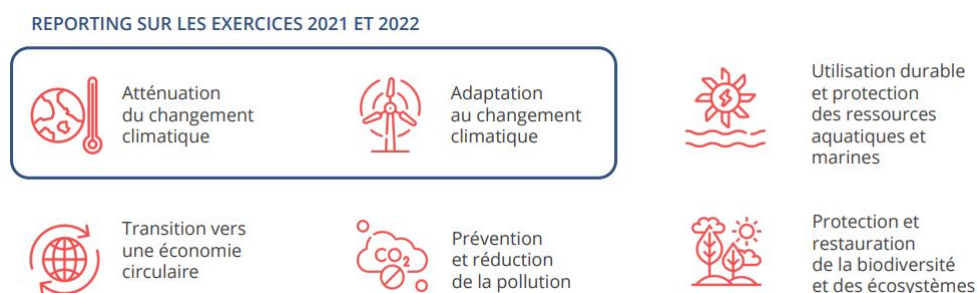 REPORTING SUR LES EXERCICES 2021 ET 2022
Atténuation
du changement
climatique
Adaptation
au changement
climatique
Utilisation durable
et protection
des ressources
aquatiques et
marines
Transition vers
une économie
circulaire
CO2
Prévention
et réduction
de la pollution
Protection et
restauration
de la biodiversité
et des écosystèmes